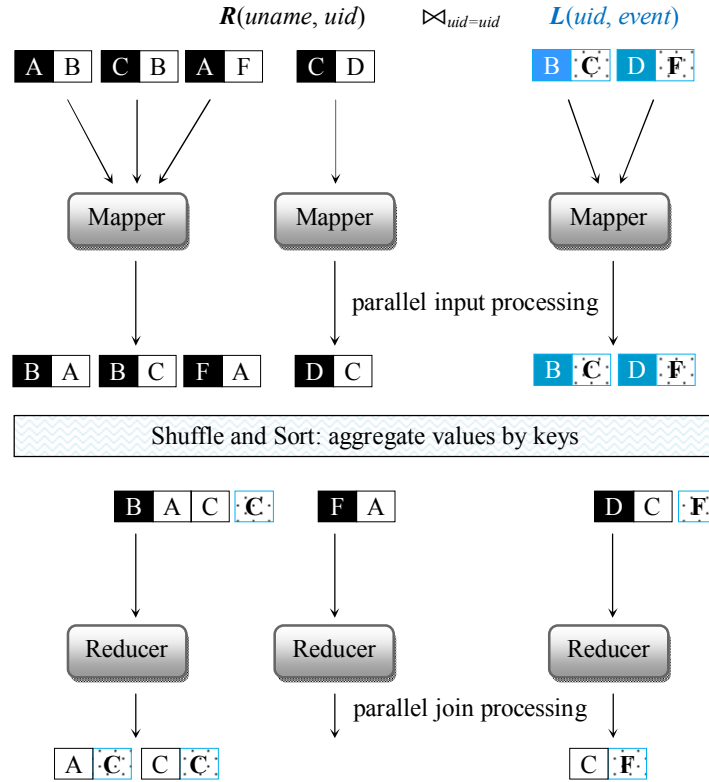 R(uname, uid) ⋈uid=uid L(uid, event)
A B C B A F C D B C D F
Mapper Mapper Mapper
parallel input processing
B A B C F A D C B C D F
Shuffle and Sort: aggregate values by keys
B A C C F A D C F
Reducer Reducer Reducer
parallel join processing
A C C C C F